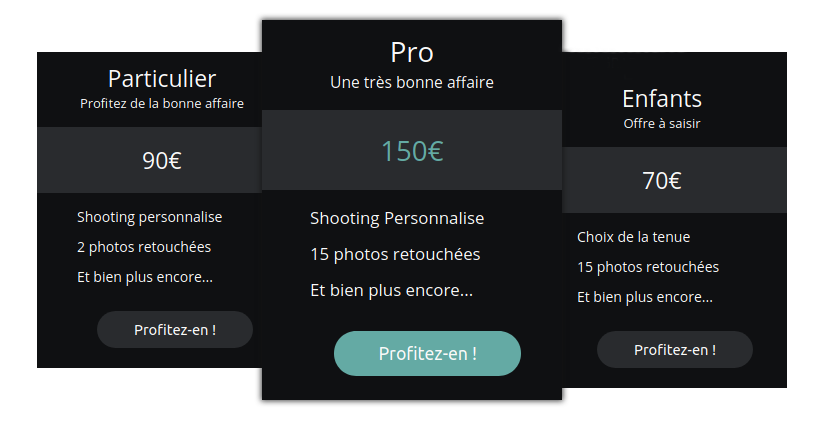 Particulier
Profitez de la bonne affaire
90€
Shooting personnalise
2 photos retouchées
Et bien plus encore...
Profitez-en !
Pro
Une très bonne affaire
150€
Shooting Personnalise
15 photos retouchées
Et bien plus encore...
Profitez-en !
Enfants
Offre à saisir
70€
Choix de la tenue
15 photos retouchées
Et bien plus encore...
Profitez-en !